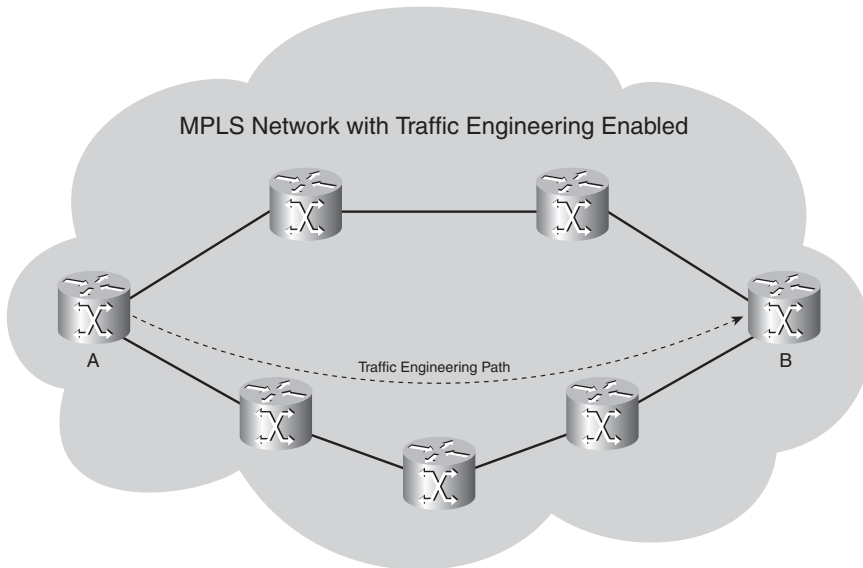 MPLS Network with Traffic Engineering Enabled
A
Traffic Engineering Path
B